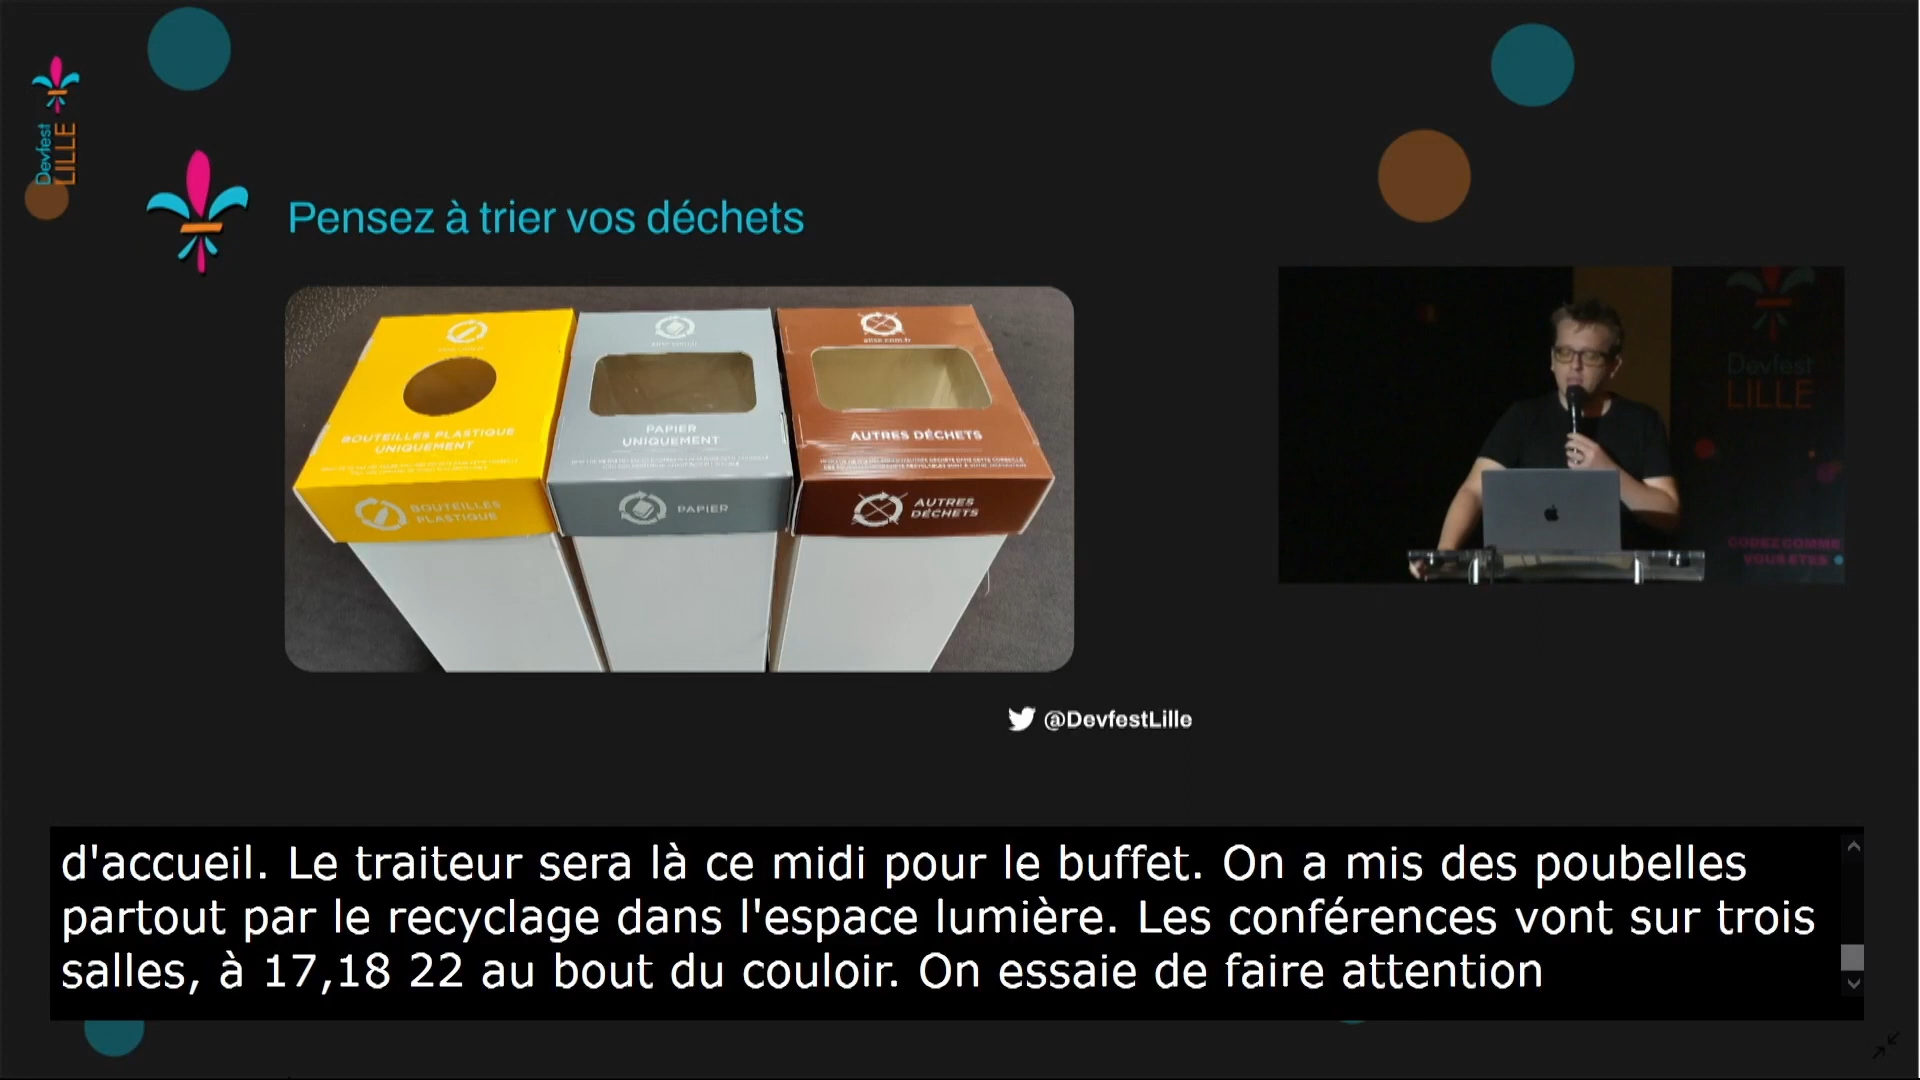 Devfest
LILLE
Pensez à trier vos déchets
BOUTEILLES PLASTIQUE
UNIQUEMENT
PAPIER
UNIQUEMENT
AUTRES DÉCHETS
BOUTEILLES
PLASTIQUE
PAPIER
AUTRES
DÉCHETS
Devfest
LILLE
CODEZ COMME
VOUS ETES
@DevfestLille
d'accueil. Le traiteur sera là ce midi pour le buffet. On a mis des poubelles
partout par le recyclage dans l'espace lumière. Les conférences vont sur trois
salles, à 17,18 22 au bout du couloir. On essaie de faire attention